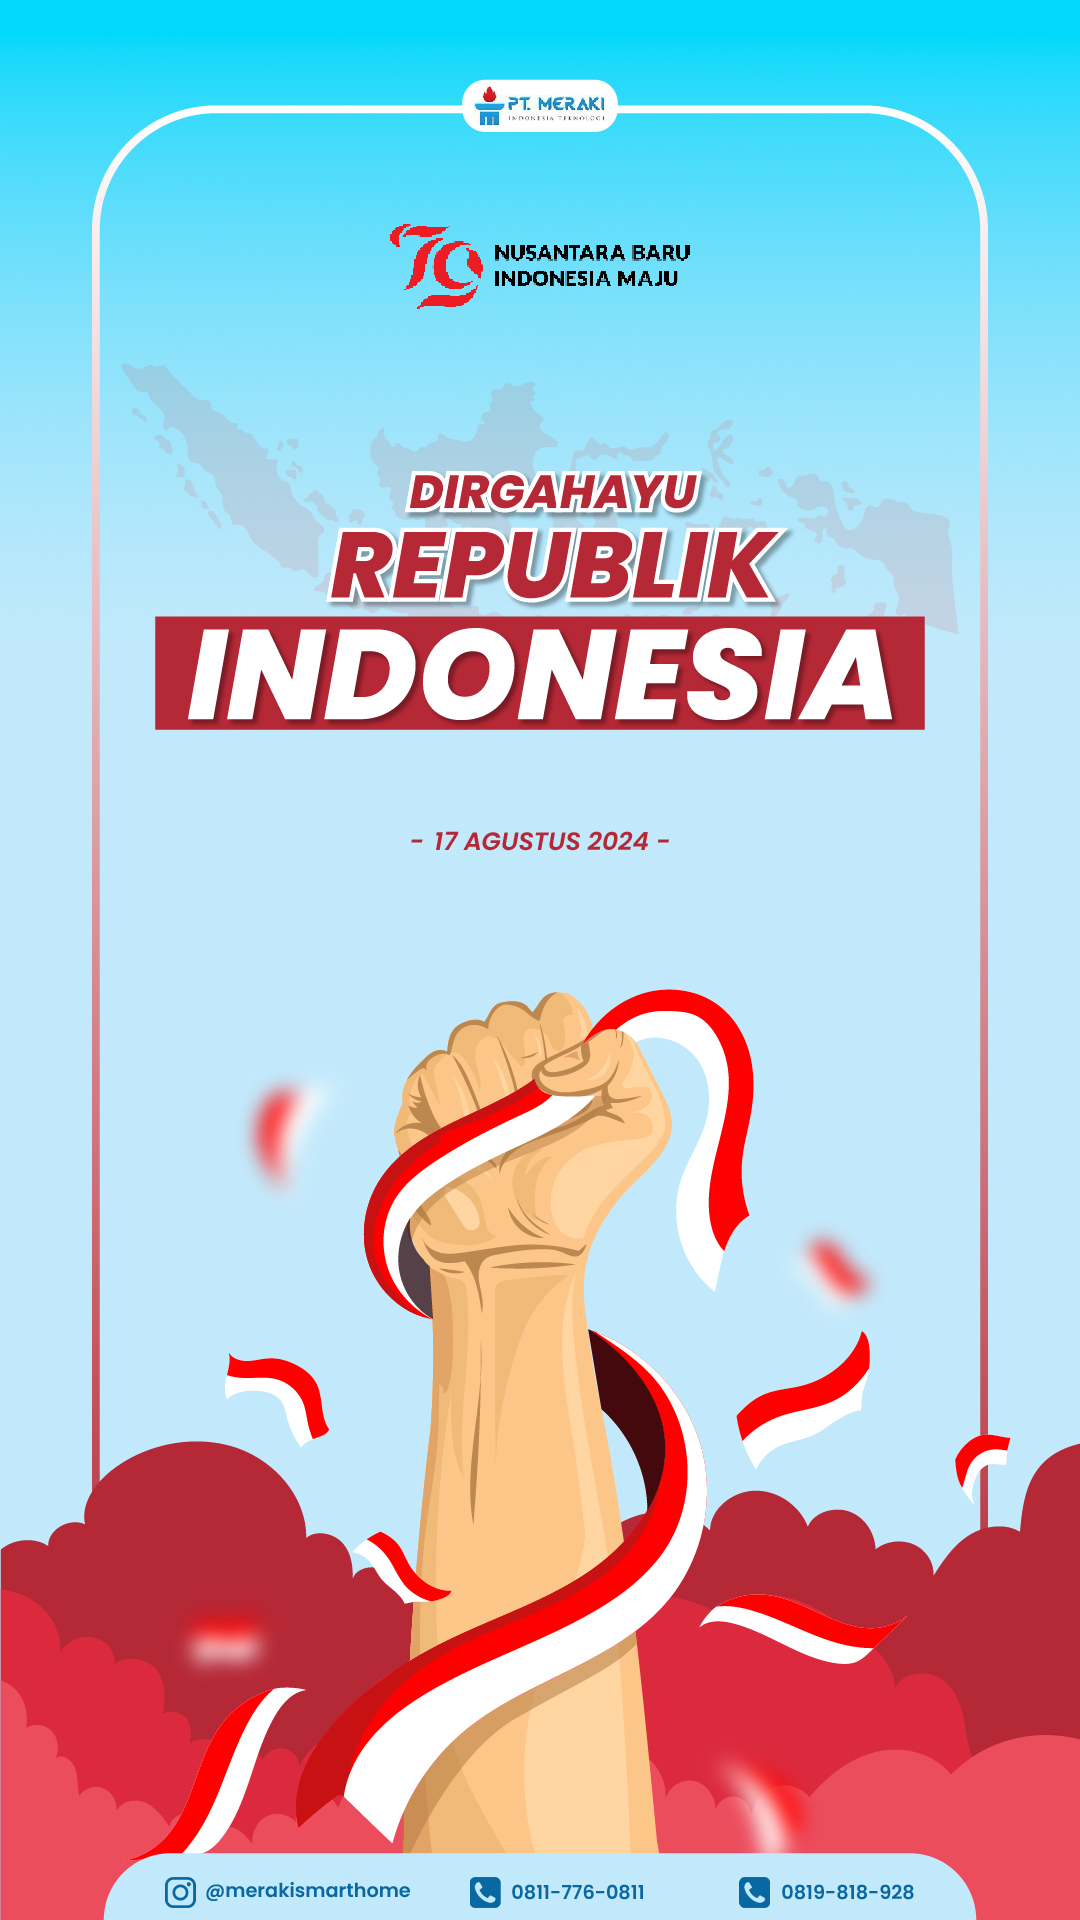 PT. MERAKI
INDONESIA TEKNOLOGI
79
NUSANTARA BARU
INDONESIA MAJU
DIRGAHAYU
REPUBLIK
INDONESIA
- 17 AGUSTUS 2024 -
@merakismarthome
0811-776-0811
0819-818-928